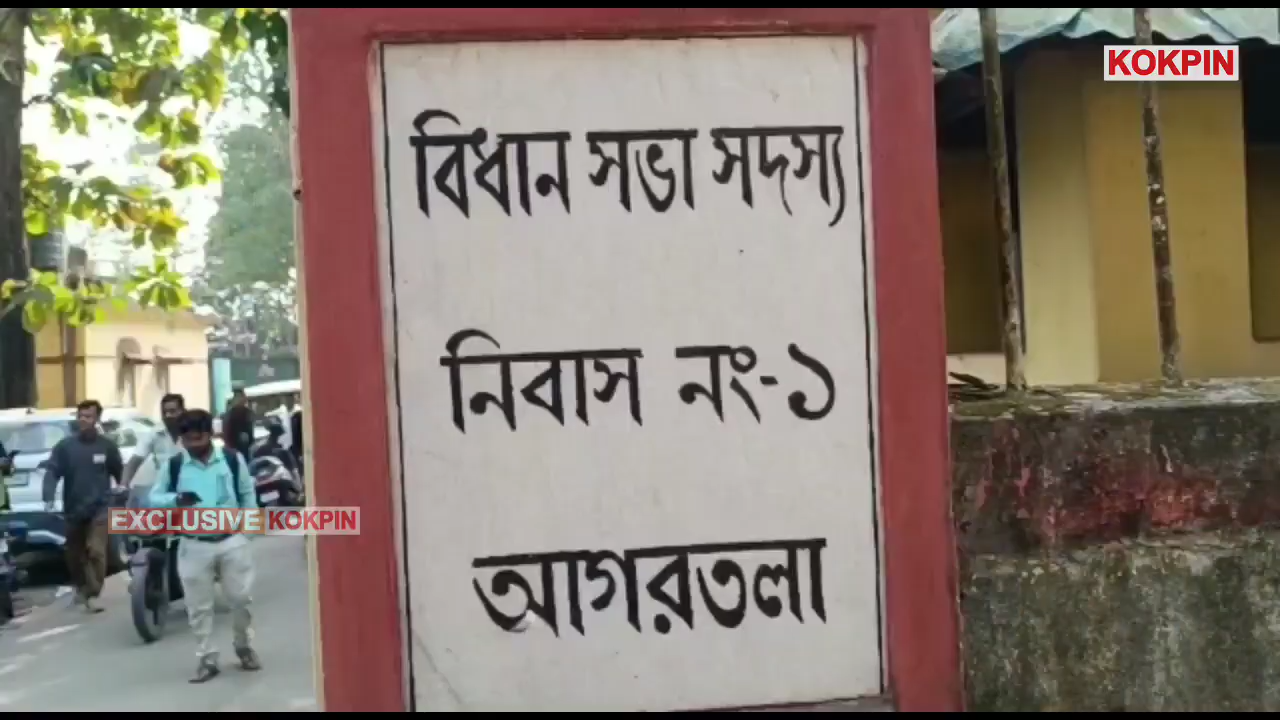 KOKPIN
বিধান সভা সদস্য
নিবাস নং-১
আগরতলা
EXCLUSIVE KOKPIN